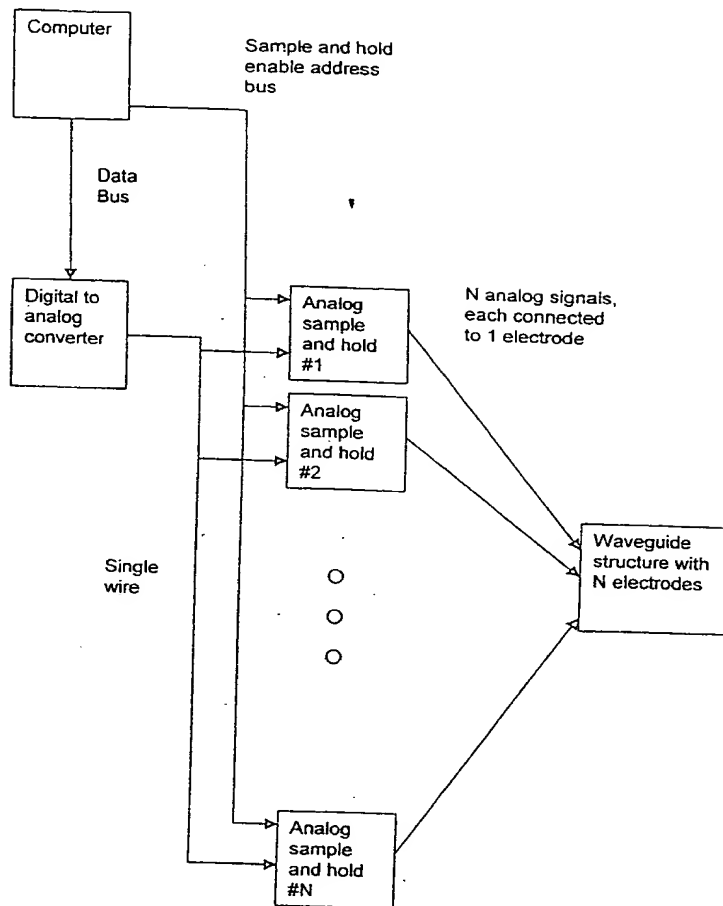 Computer
Sample and hold
enable address
bus
Data
Bus
Digital to
analog
converter
Analog
sample
and hold
#1
N analog signals,
each connected
to 1 electrode
Analog
sample
and hold
#2
Single
wire
Waveguide
structure with
N electrodes
Analog
sample
and hold
#N